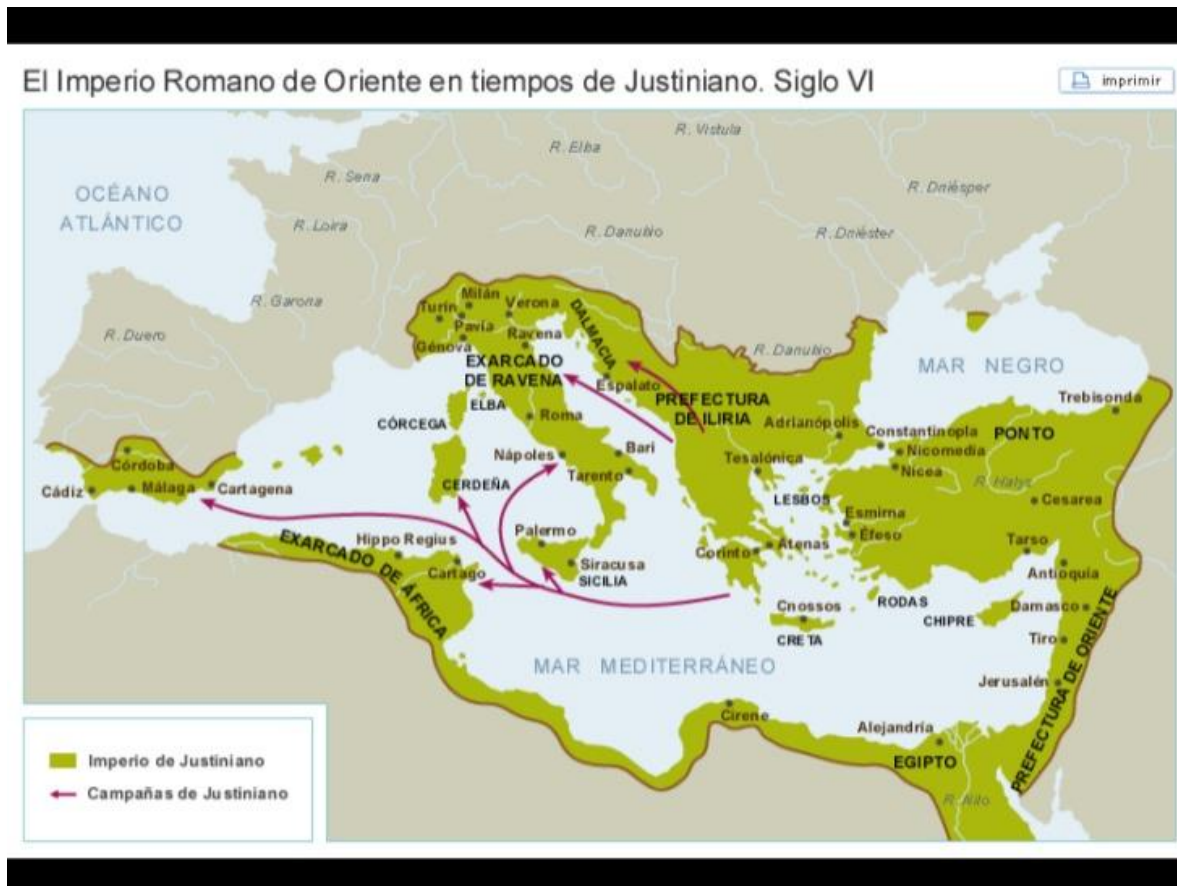 El Imperio Romano de Oriente en tiempos de Justiniano. Siglo VI
imprimir
OCÉANO
ATLÁNTICO
R. Sena
R. Elba
R. Vistula
R. Loira
R. Danubio
R. Dniéster
R. Dniésper
R. Garona
R. Duero
Milán
Turín
Verona
Pavía
Ravena
Génova
DALMACIA
EXARCADO
DE RAVENA
Espalato
R. Danubio
MAR NEGRO
ELBA
CÓRCEGA
Roma
PREFECTURA
DE ILIRIA
Adrianópolis
Trebisonda
Constantinopla
PONTO
Nicomedia
Nicea
Nápoles
Bari
Tarento
Tesalónica
R. Halys
Córdoba
Cádiz
Málaga
Cartagena
CERDEÑA
LESBOS
Cesarea
Esmirna
Éfeso
EXARCADO DE ÁFRICA
Hippo Regius
Palermo
Corinto
Atenas
Tarso
Cartago
Siracusa
SICILIA
Antioquía
Cnossos
RODAS
CHIPRE
Damasco
CRETA
Tiro
MAR MEDITERRÁNEO
Jerusalén
PREFECTURA DE ORIENTE
Cirene
Alejandría
EGIPTO
R. Nilo
Imperio de Justiniano
Campañas de Justiniano